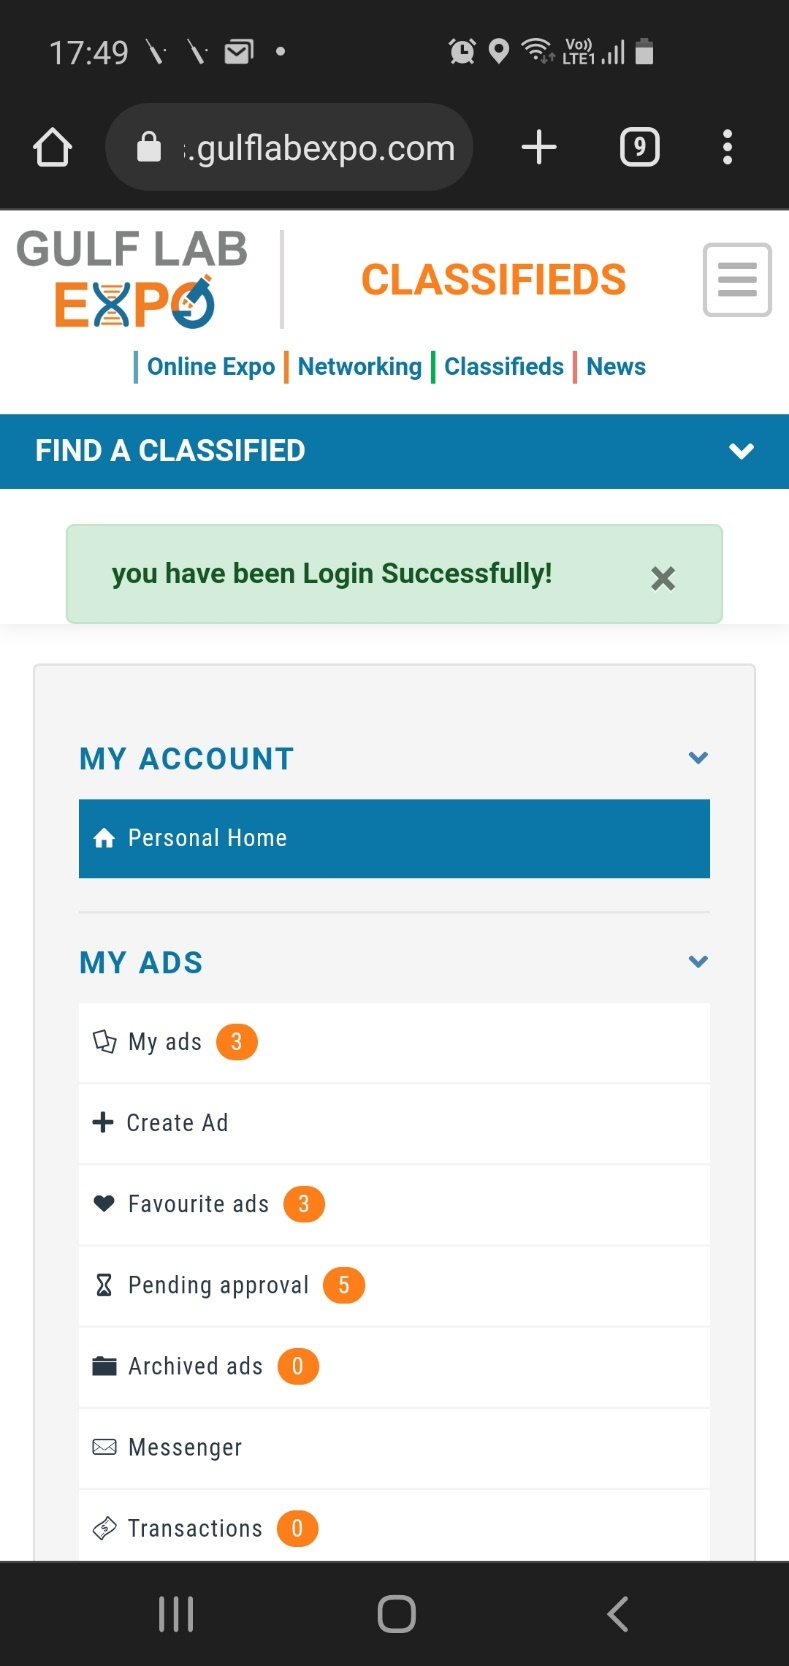 17:49
Vo)) LTE1
:.gulflabexpo.com
9
GULF LAB
EXPO
CLASSIFIEDS
Online Expo | Networking | Classifieds | News
FIND A CLASSIFIED
you have been Login Successfully!
MY ACCOUNT
Personal Home
MY ADS
My ads 3
Create Ad
Favourite ads 3
Pending approval 5
Archived ads 0
Messenger
Transactions 0